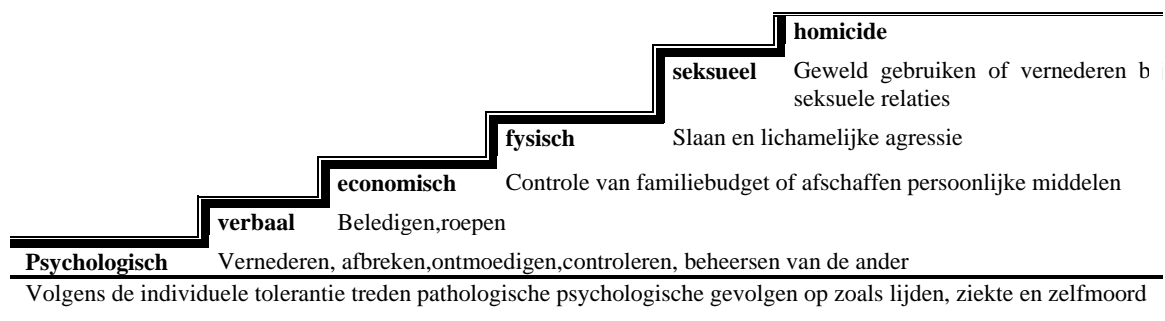 homicide
seksueel Geweld gebruiken of vernederen b
seksuele relaties
fysisch Slaan en lichamelijke agressie
economisch Controle van familiebudget of afschaffen persoonlijke middelen
verbaal Beledigen,roepen
Psychologisch Vernederen, afbreken,ontmoedigen,controleren, beheersen van de ander
Volgens de individuele tolerantie treden pathologische psychologische gevolgen op zoals lijden, ziekte en zelfmoord